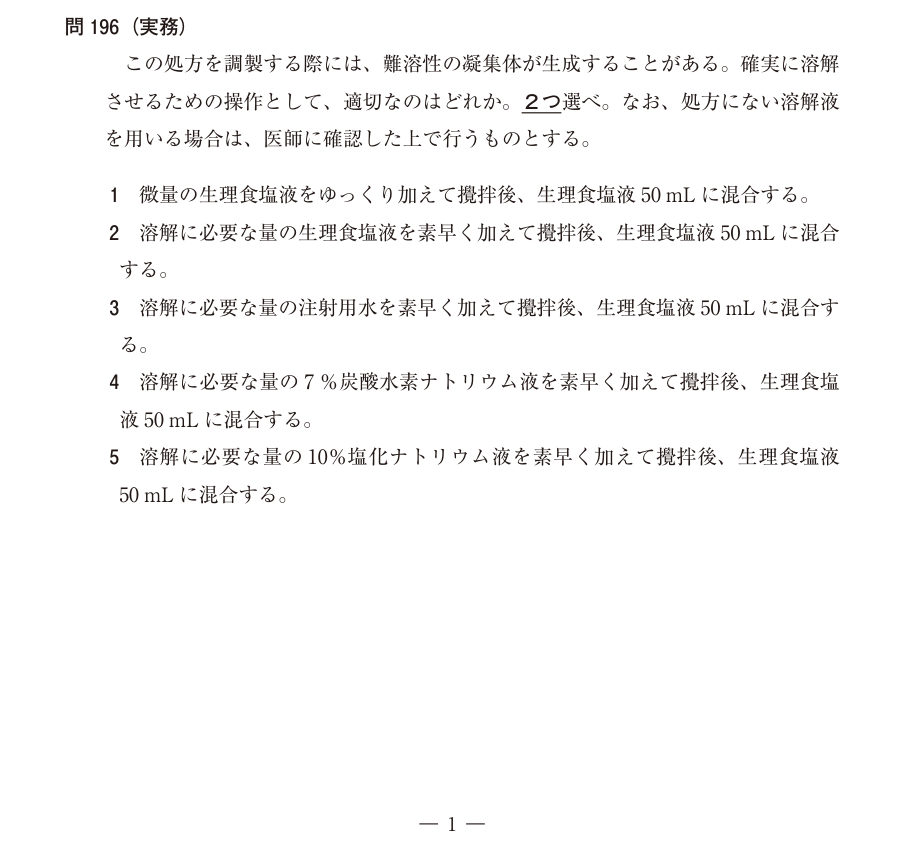 問 196（実務）
この処方を調製する際には、難溶性の凝集体が生成することがある。確実に溶解
させるための操作として、適切なのはどれか。２つ選べ。なお、処方にない溶解液
を用いる場合は、医師に確認した上で行うものとする。
1　微量の生理食塩液をゆっくり加えて攪拌後、生理食塩液 50 mL に混合する。
2　溶解に必要な量の生理食塩液を素早く加えて攪拌後、生理食塩液 50 mL に混合
する。
3　溶解に必要な量の注射用水を素早く加えて攪拌後、生理食塩液 50 mL に混合す
る。
4　溶解に必要な量の７％炭酸水素ナトリウム液を素早く加えて攪拌後、生理食塩
液 50 mL に混合する。
5　溶解に必要な量の 10％塩化ナトリウム液を素早く加えて攪拌後、生理食塩液
50 mL に混合する。
― 1 ―